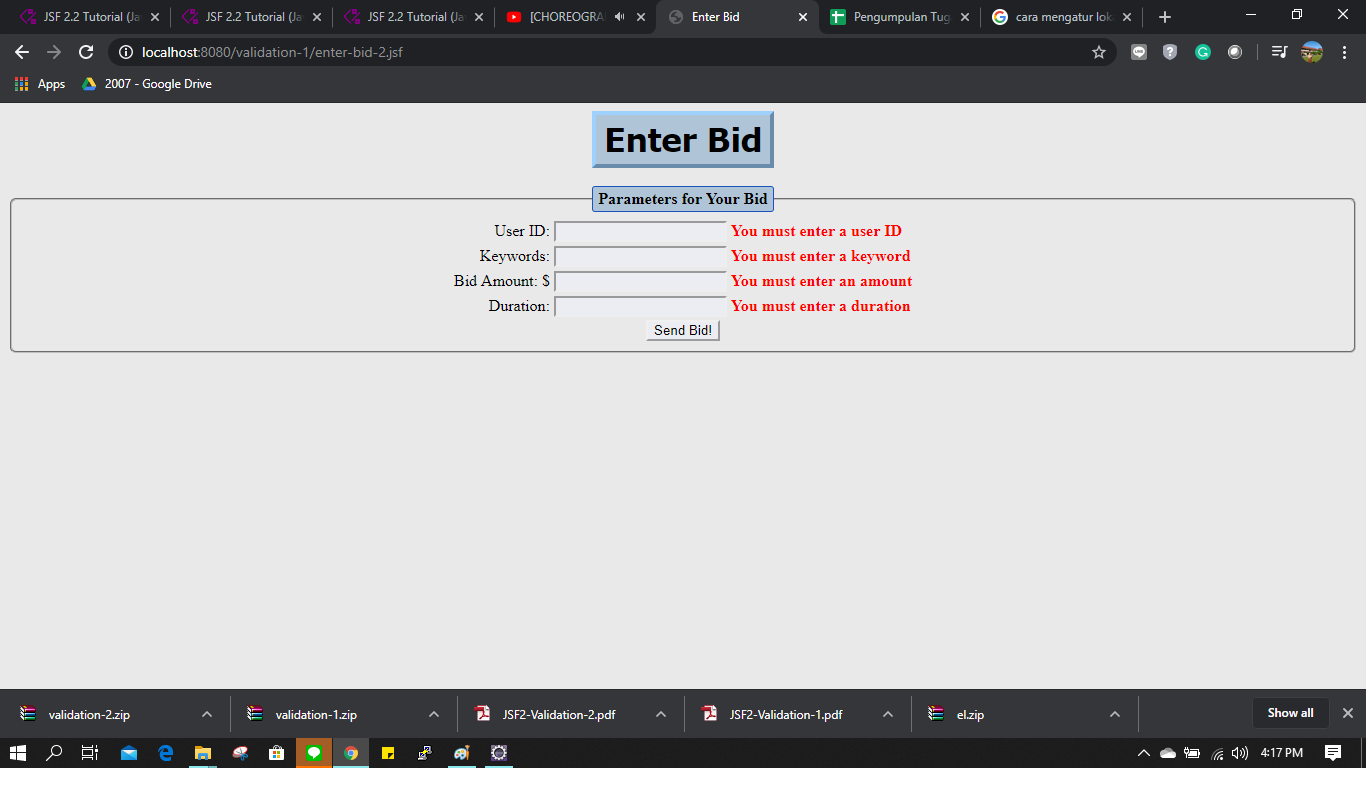 JSF 2.2 Tutorial (Ja
JSF 2.2 Tutorial (Ja
JSF 2.2 Tutorial (Ja
[CHOREOGRA
Enter Bid
Pengumpulan Tug
cara mengatur lok
localhost:8080/validation-1/enter-bid-2.jsf
Apps
2007 - Google Drive
Enter Bid
Parameters for Your Bid
User ID: You must enter a user ID
Keywords: You must enter a keyword
Bid Amount: $ You must enter an amount
Duration: You must enter a duration
Send Bid!
validation-2.zip
validation-1.zip
JSF2-Validation-2.pdf
JSF2-Validation-1.pdf
el.zip
Show all
4:17 PM